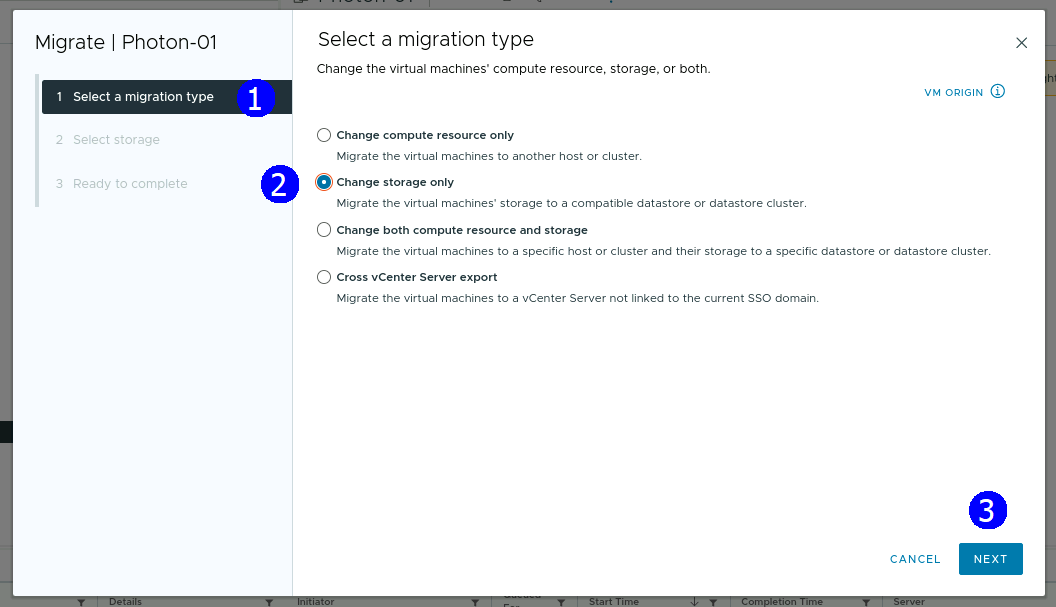 Migrate | Photon-01
1 Select a migration type
1
2 Select storage
3 Ready to complete
Select a migration type
Change the virtual machines' compute resource, storage, or both.
VM ORIGIN
Change compute resource only
Migrate the virtual machines to another host or cluster.
2
Change storage only
Migrate the virtual machines' storage to a compatible datastore or datastore cluster.
Change both compute resource and storage
Migrate the virtual machines to a specific host or cluster and their storage to a specific datastore or datastore cluster.
Cross vCenter Server export
Migrate the virtual machines to a vCenter Server not linked to the current SSO domain.
3
CANCEL NEXT
Details Initiator Start Time Completion Time Server